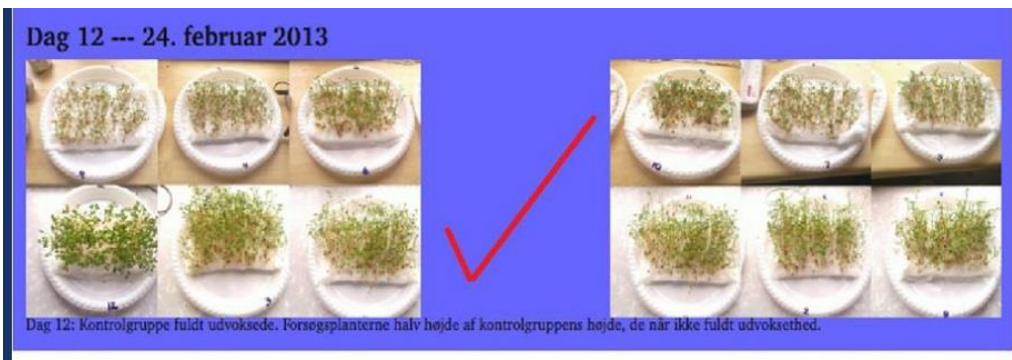 Dag 12 --- 24. februar 2013
Dag 12: Kontrolgruppe fuldt udvoksede. Forsøgsplanterne halv højde af kontrolgruppens højde, de når ikke fuldt udvoksethed.